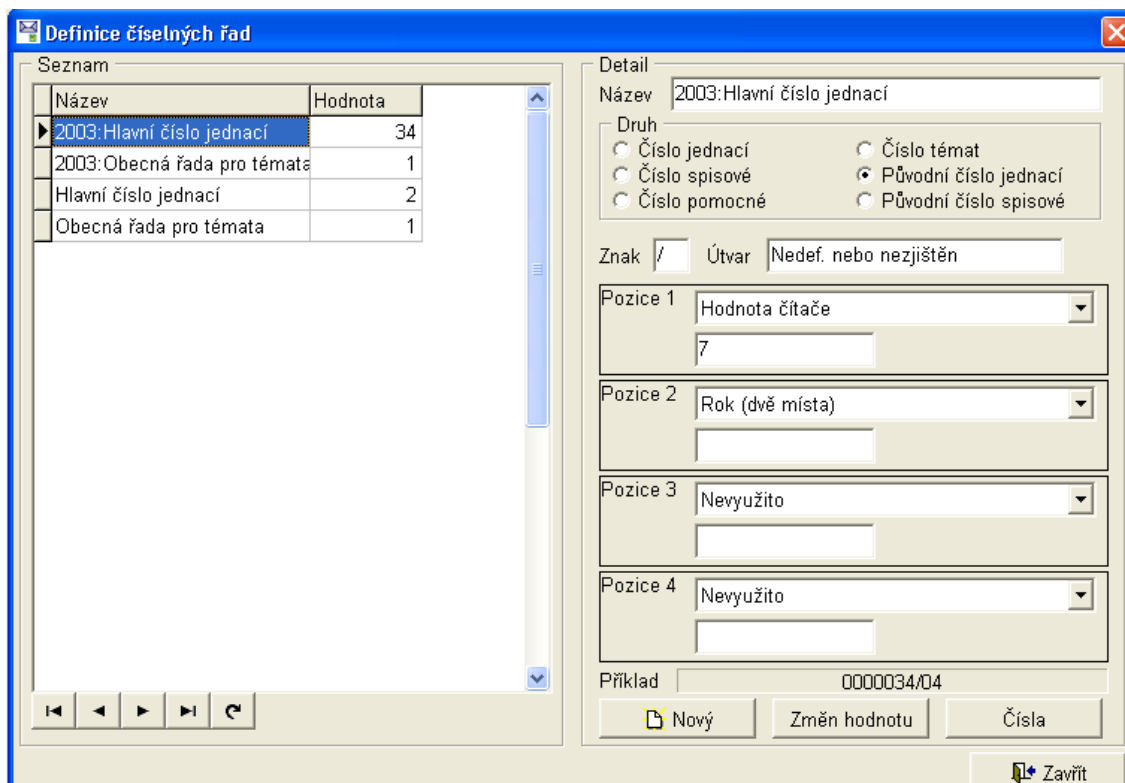 Definice číselných řad
Seznam
Název Hodnota
2003:Hlavní číslo jednací 34
2003:Obecná řada pro témata 1
Hlavní číslo jednací 2
Obecná řada pro témata 1
Detail
Název 2003:Hlavní číslo jednací
Druh
Číslo jednací Číslo témat
Číslo spisové Původní číslo jednací
Číslo pomocné Původní číslo spisové
Znak / Útvar Nedef. nebo nezjištěn
Pozice 1 Hodnota čítače
7
Pozice 2 Rok (dvě místa)
Pozice 3 Nevyužito
Pozice 4 Nevyužito
Příklad 0000034/04
Nový Změn hodnotu Čísla
Zavřít